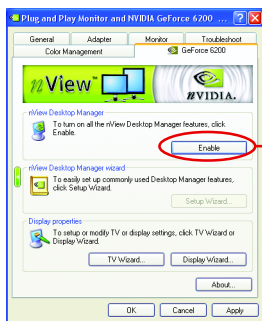 Plug and Play Monitor and NVIDIA GeForce 6200 ...
General Adapter Monitor Troubleshoot
Color Management GeForce 6200
nView™
nVIDIA.
nView Desktop Manager
To turn on all the nView Desktop Manager features, click
Enable.
Enable
nView Desktop Manager wizard
To easily set up commonly used Desktop Manager features,
click Setup Wizard.
Setup Wizard...
Display properties
To setup or modify TV or display settings, click TV Wizard or
Display Wizard.
TV Wizard... Display Wizard...
About...
OK Cancel Apply